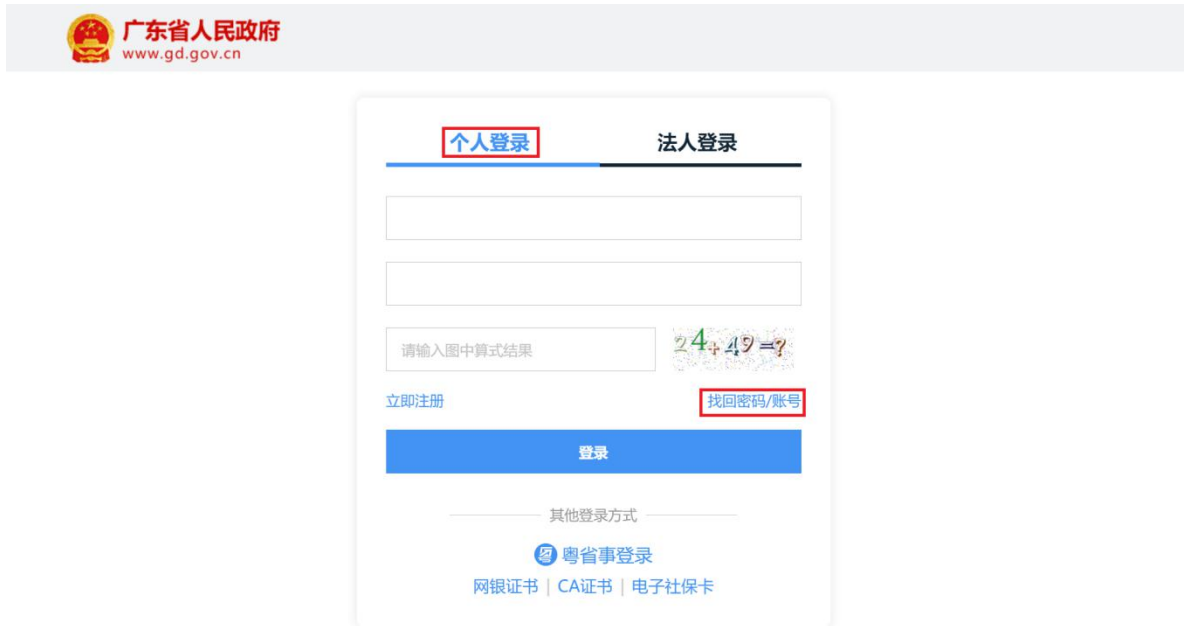 广东省人民政府
www.gd.gov.cn
个人登录 法人登录
请输入图中算式结果 24+49=?
立即注册 找回密码/账号
登录
其他登录方式
粤省事登录
网银证书 | CA证书 | 电子社保卡